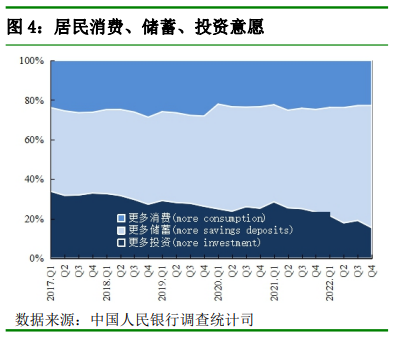 图 4：居民消费、储蓄、投资意愿
100%
80%
60%
40%
20%
0%
更多消费(more consumption)
更多储蓄(more savings deposits)
更多投资(more investment)
2017.Q1
Q2
Q3
Q4
2018.Q1
Q2
Q3
Q4
2019.Q1
Q2
Q3
Q4
2020.Q1
Q2
Q3
Q4
2021.Q1
Q2
Q3
Q4
2022.Q1
Q2
Q3
Q4
数据来源：中国人民银行调查统计司